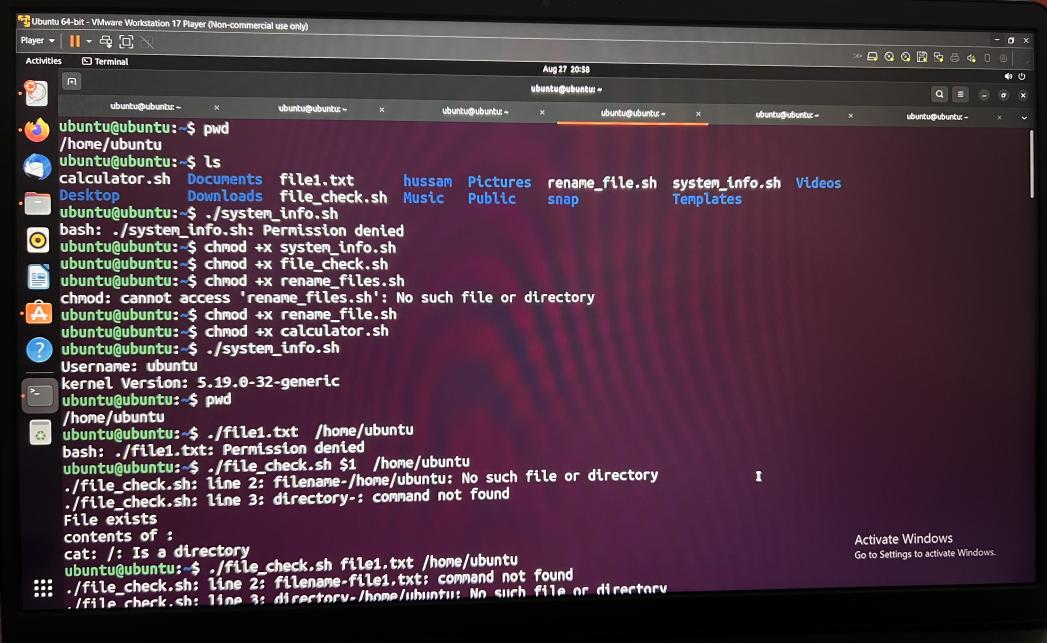 Ubuntu 64-bit - VMware Workstation 17 Player (Non-commercial use only)
Player
Activities
Terminal
Aug 27 20:58
ubuntu@ubuntu: ~
ubuntu@ubuntu: ~ × ubuntu@ubuntu: ~ × ubuntu@ubuntu: ~ × ubuntu@ubuntu: ~ × ubuntu@ubuntu: ~ × ubuntu@ubuntu: ~ ×
ubuntu@ubuntu:~$ pwd
/home/ubuntu
ubuntu@ubuntu:~$ ls
calculator.sh Documents file1.txt hussam Pictures rename_file.sh system_info.sh Videos
Desktop Downloads file_check.sh Music Public snap Templates
ubuntu@ubuntu:~$ ./system_info.sh
bash: ./system_info.sh: Permission denied
ubuntu@ubuntu:~$ chmod +x system_info.sh
ubuntu@ubuntu:~$ chmod +x file_check.sh
ubuntu@ubuntu:~$ chmod +x rename_files.sh
chmod: cannot access 'rename_files.sh': No such file or directory
ubuntu@ubuntu:~$ chmod +x rename_file.sh
ubuntu@ubuntu:~$ chmod +x calculator.sh
ubuntu@ubuntu:~$ ./system_info.sh
Username: ubuntu
kernel Version: 5.19.0-32-generic
ubuntu@ubuntu:~$ pwd
/home/ubuntu
ubuntu@ubuntu:~$ ./file1.txt /home/ubuntu
bash: ./file1.txt: Permission denied
ubuntu@ubuntu:~$ ./file_check.sh $1 /home/ubuntu
./file_check.sh: line 2: filename-/home/ubuntu: No such file or directory
./file_check.sh: line 3: directory-: command not found
File exists
contents of :
cat: /: Is a directory
ubuntu@ubuntu:~$ ./file_check.sh file1.txt /home/ubuntu
./file_check.sh: line 2: filename-file1.txt: command not found
./file_check.sh: line 3: directory-/home/ubuntu: No such file or directory
Activate Windows
Go to Settings to activate Windows.